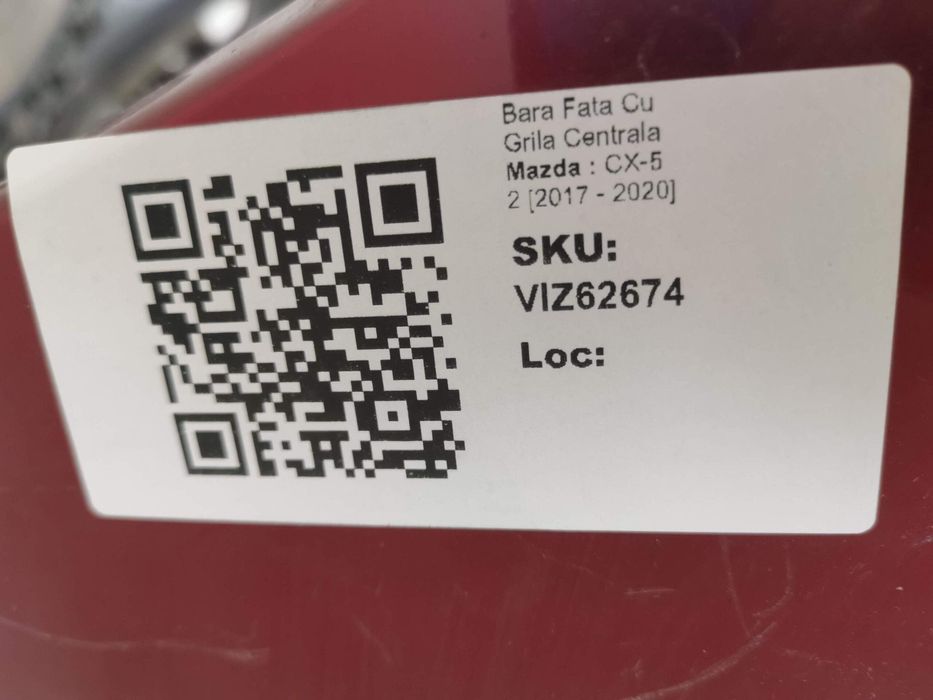 Bara Fata Cu
Grila Centrala
Mazda : CX-5
2 [2017 - 2020]
SKU:
VIZ62674
Loc: